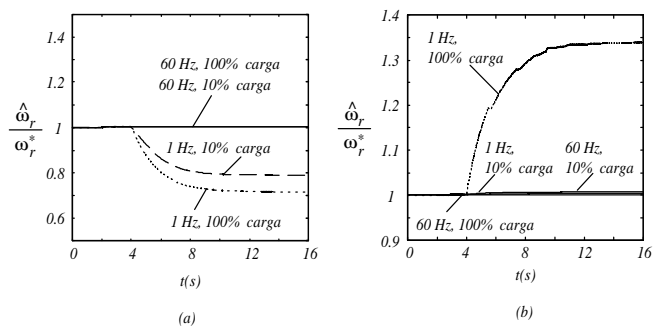 1.4
1.2
1
0.8
0.6
ω̂r
ωr*
60 Hz, 100% carga
60 Hz, 10% carga
1 Hz, 10% carga
1 Hz, 100% carga
0 4 8 12 16
t(s)
(a)
1.4
1.3
1.2
1.1
1
0.9
ω̂r
ωr*
1 Hz,
100% carga
1 Hz,
10% carga
60 Hz,
10% carga
60 Hz, 100% carga
0 4 8 12 16
t(s)
(b)